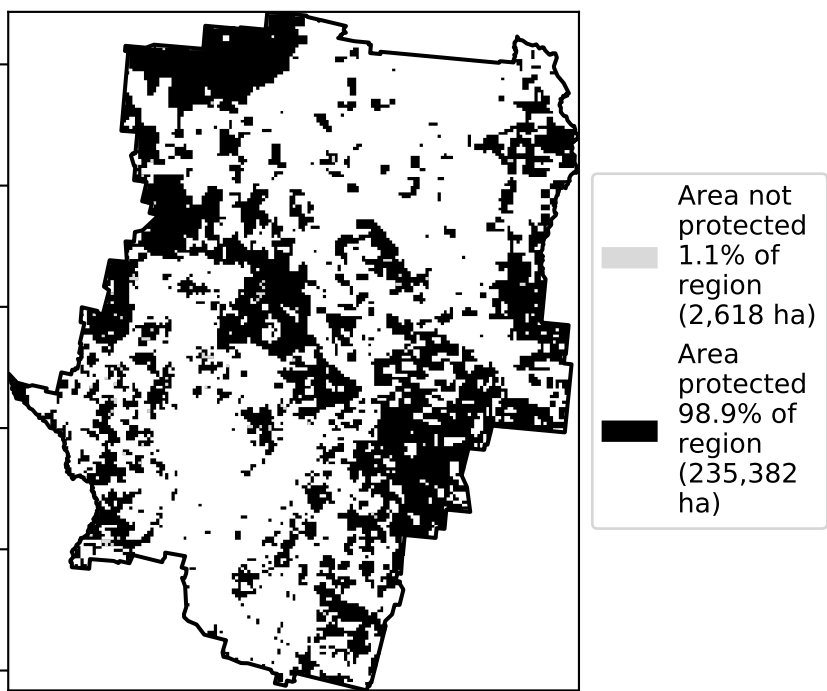 Area not
protected
1.1% of
region
(2,618 ha)
Area
protected
98.9% of
region
(235,382
ha)